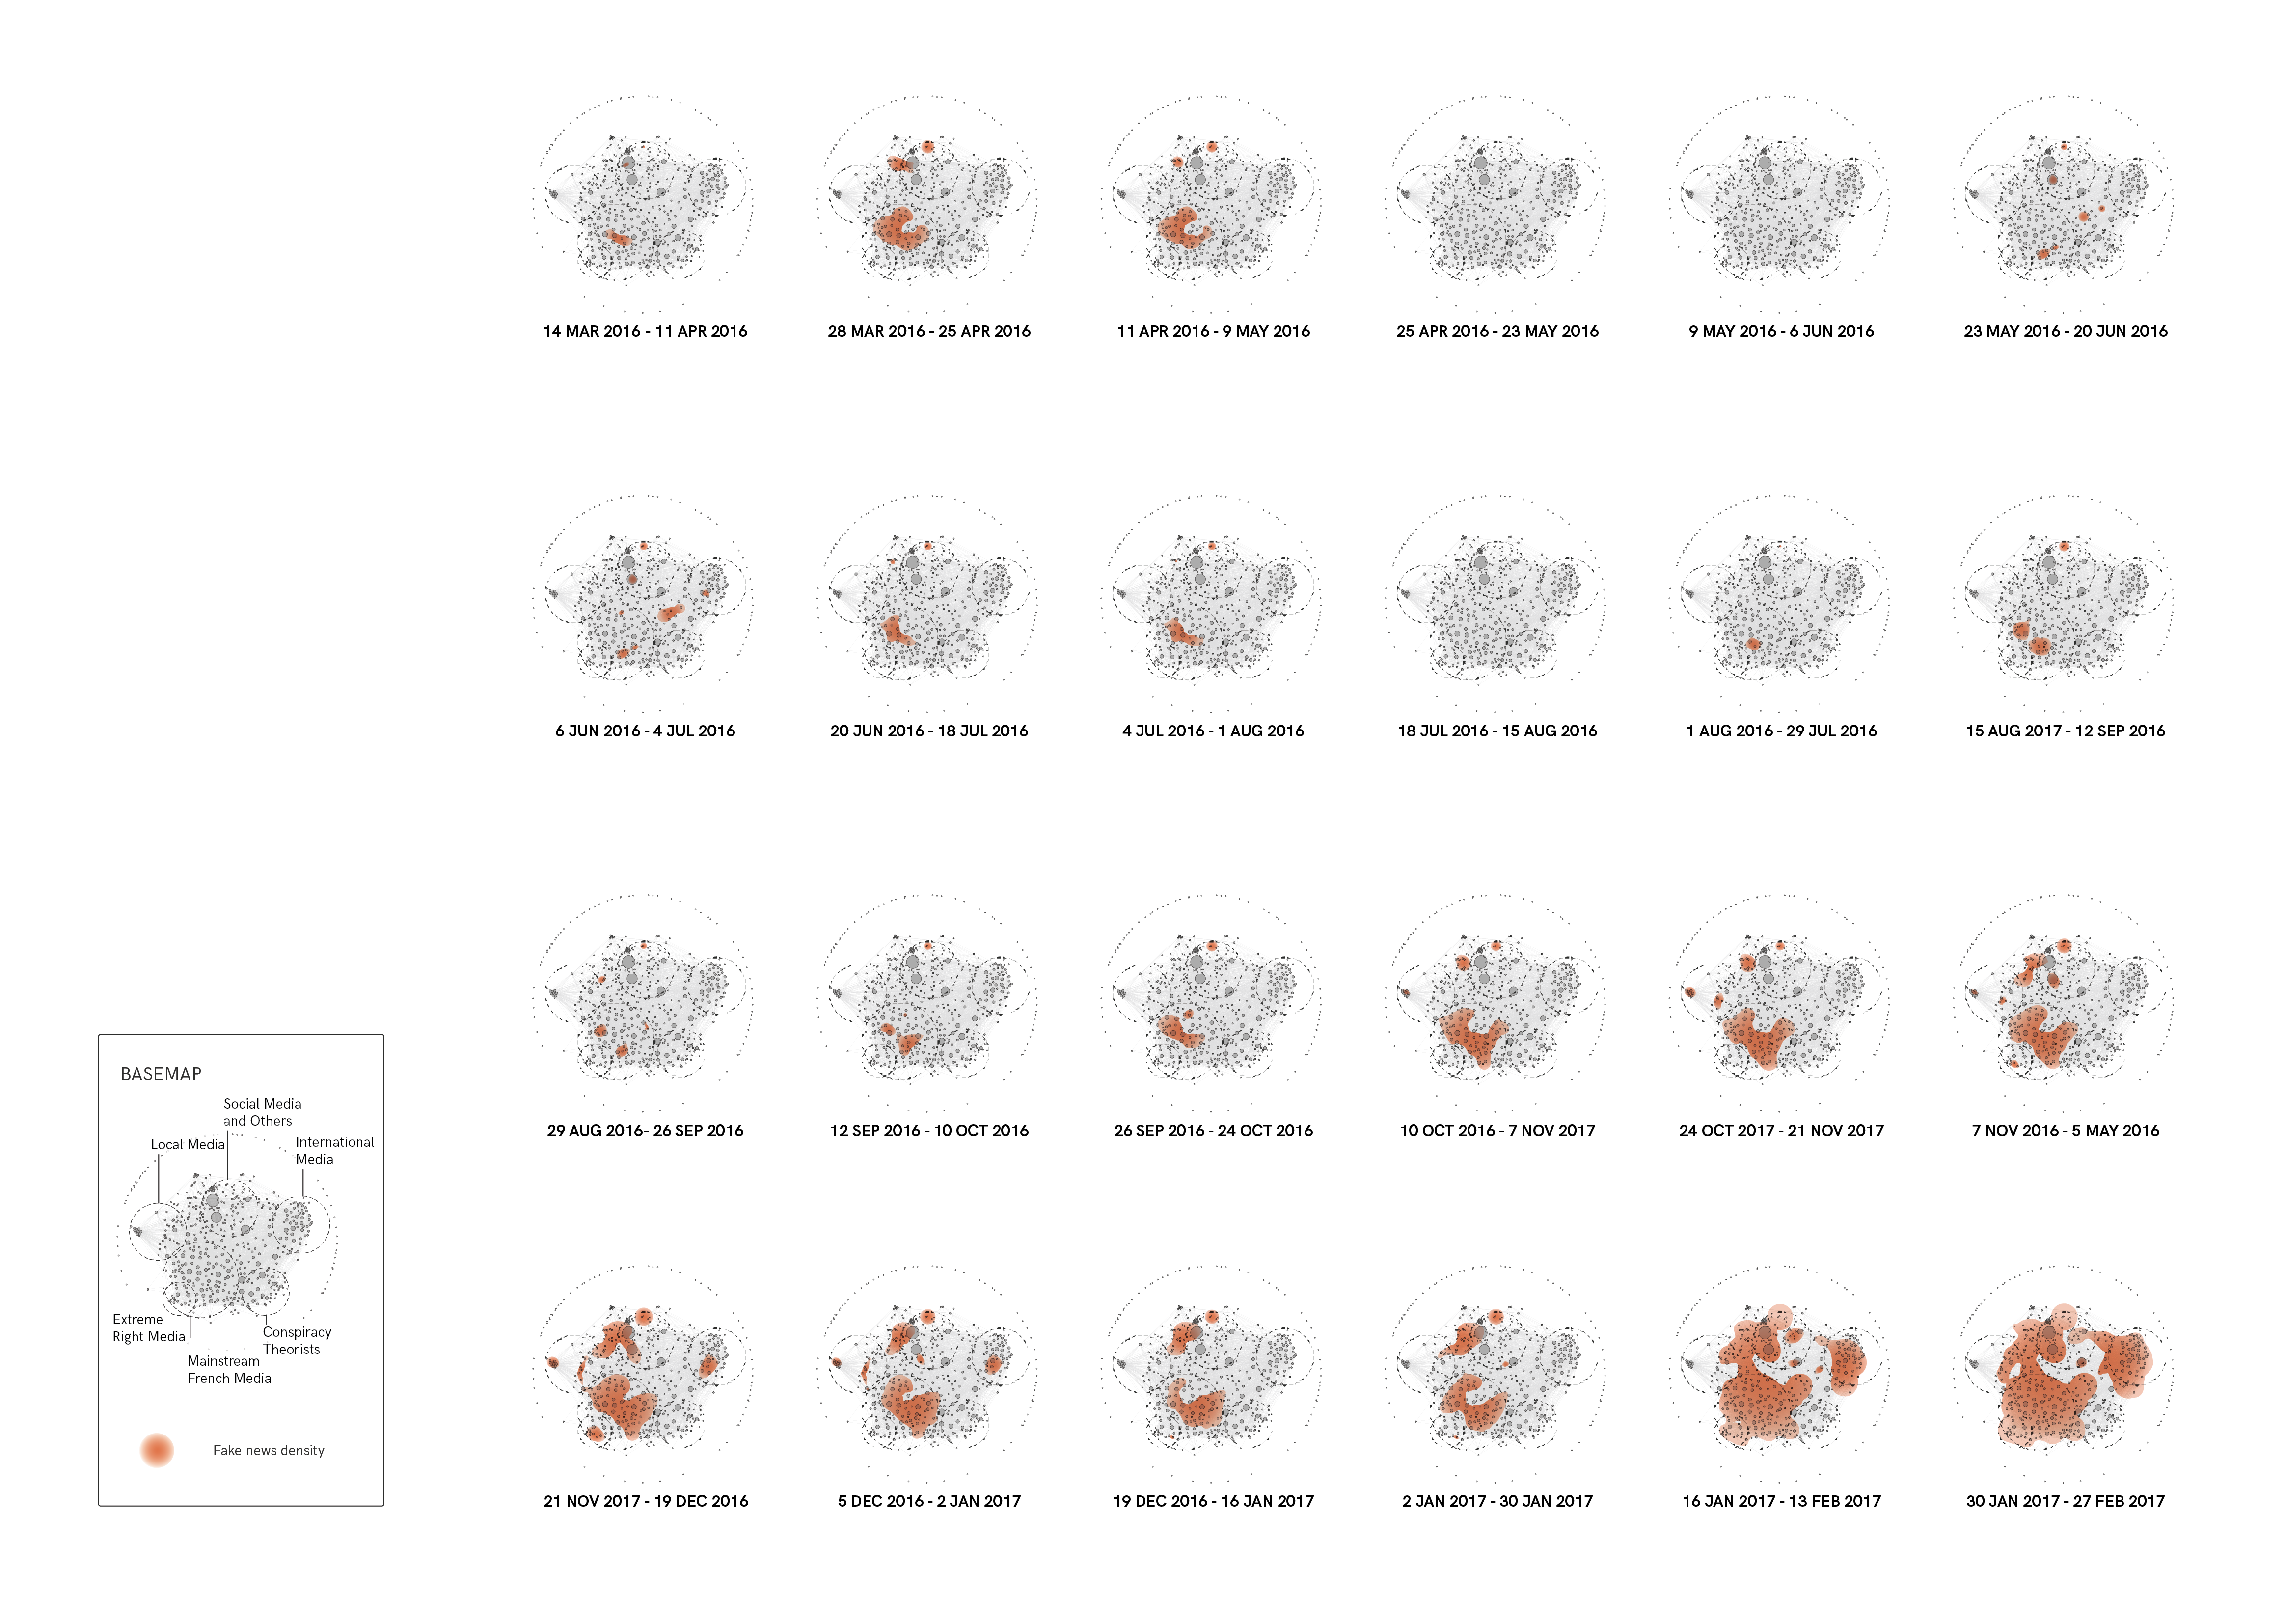 14 MAR 2016 - 11 APR 2016
28 MAR 2016 - 25 APR 2016
11 APR 2016 - 9 MAY 2016
25 APR 2016 - 23 MAY 2016
9 MAY 2016 - 6 JUN 2016
23 MAY 2016 - 20 JUN 2016
6 JUN 2016 - 4 JUL 2016
20 JUN 2016 - 18 JUL 2016
4 JUL 2016 - 1 AUG 2016
18 JUL 2016 - 15 AUG 2016
1 AUG 2016 - 29 JUL 2016
15 AUG 2017 - 12 SEP 2016
29 AUG 2016- 26 SEP 2016
12 SEP 2016 - 10 OCT 2016
26 SEP 2016 - 24 OCT 2016
10 OCT 2016 - 7 NOV 2017
24 OCT 2017 - 21 NOV 2017
7 NOV 2016 - 5 MAY 2016
21 NOV 2017 - 19 DEC 2016
5 DEC 2016 - 2 JAN 2017
19 DEC 2016 - 16 JAN 2017
2 JAN 2017 - 30 JAN 2017
16 JAN 2017 - 13 FEB 2017
30 JAN 2017 - 27 FEB 2017
BASEMAP
Social Media
and Others
Local Media
International
Media
Extreme
Right Media
Conspiracy
Theorists
Mainstream
French Media
Fake news density